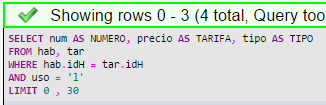 Showing rows 0 - 3 (4 total, Query too
SELECT num AS NUMERO, precio AS TARIFA, tipo AS TIPO
FROM hab, tar
WHERE hab.idH = tar.idH
AND uso = '1'
LIMIT 0 , 30